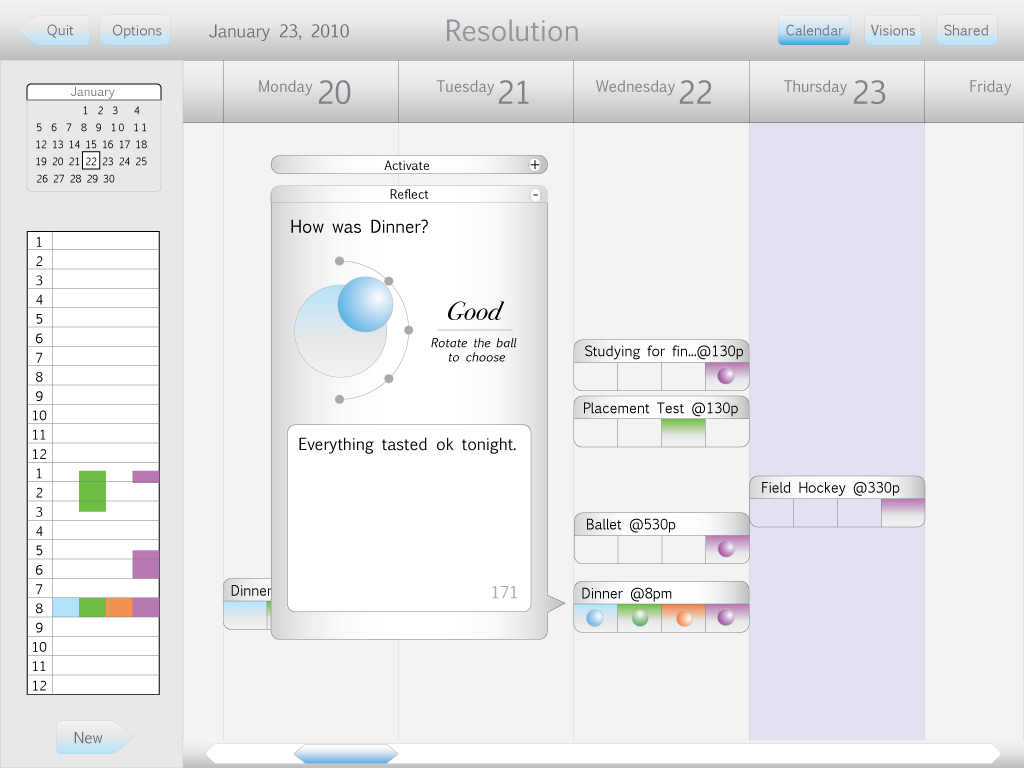 Quit
Options
January 23, 2010
Resolution
Calendar
Visions
Shared
Monday 20
Tuesday 21
Wednesday 22
Thursday 23
Friday
January
1 2 3 4
5 6 7 8 9 10 11
12 13 14 15 16 17 18
19 20 21 22 23 24 25
26 27 28 29 30
1
2
3
4
5
6
7
8
9
10
11
12
1
2
3
4
5
6
7
8
9
10
11
12
New
Activate +
Reflect -
How was Dinner?
Good
Rotate the ball
to choose
Everything tasted ok tonight.
171
Dinner
Studying for fin...@130p
Placement Test @130p
Field Hockey @330p
Ballet @530p
Dinner @8pm